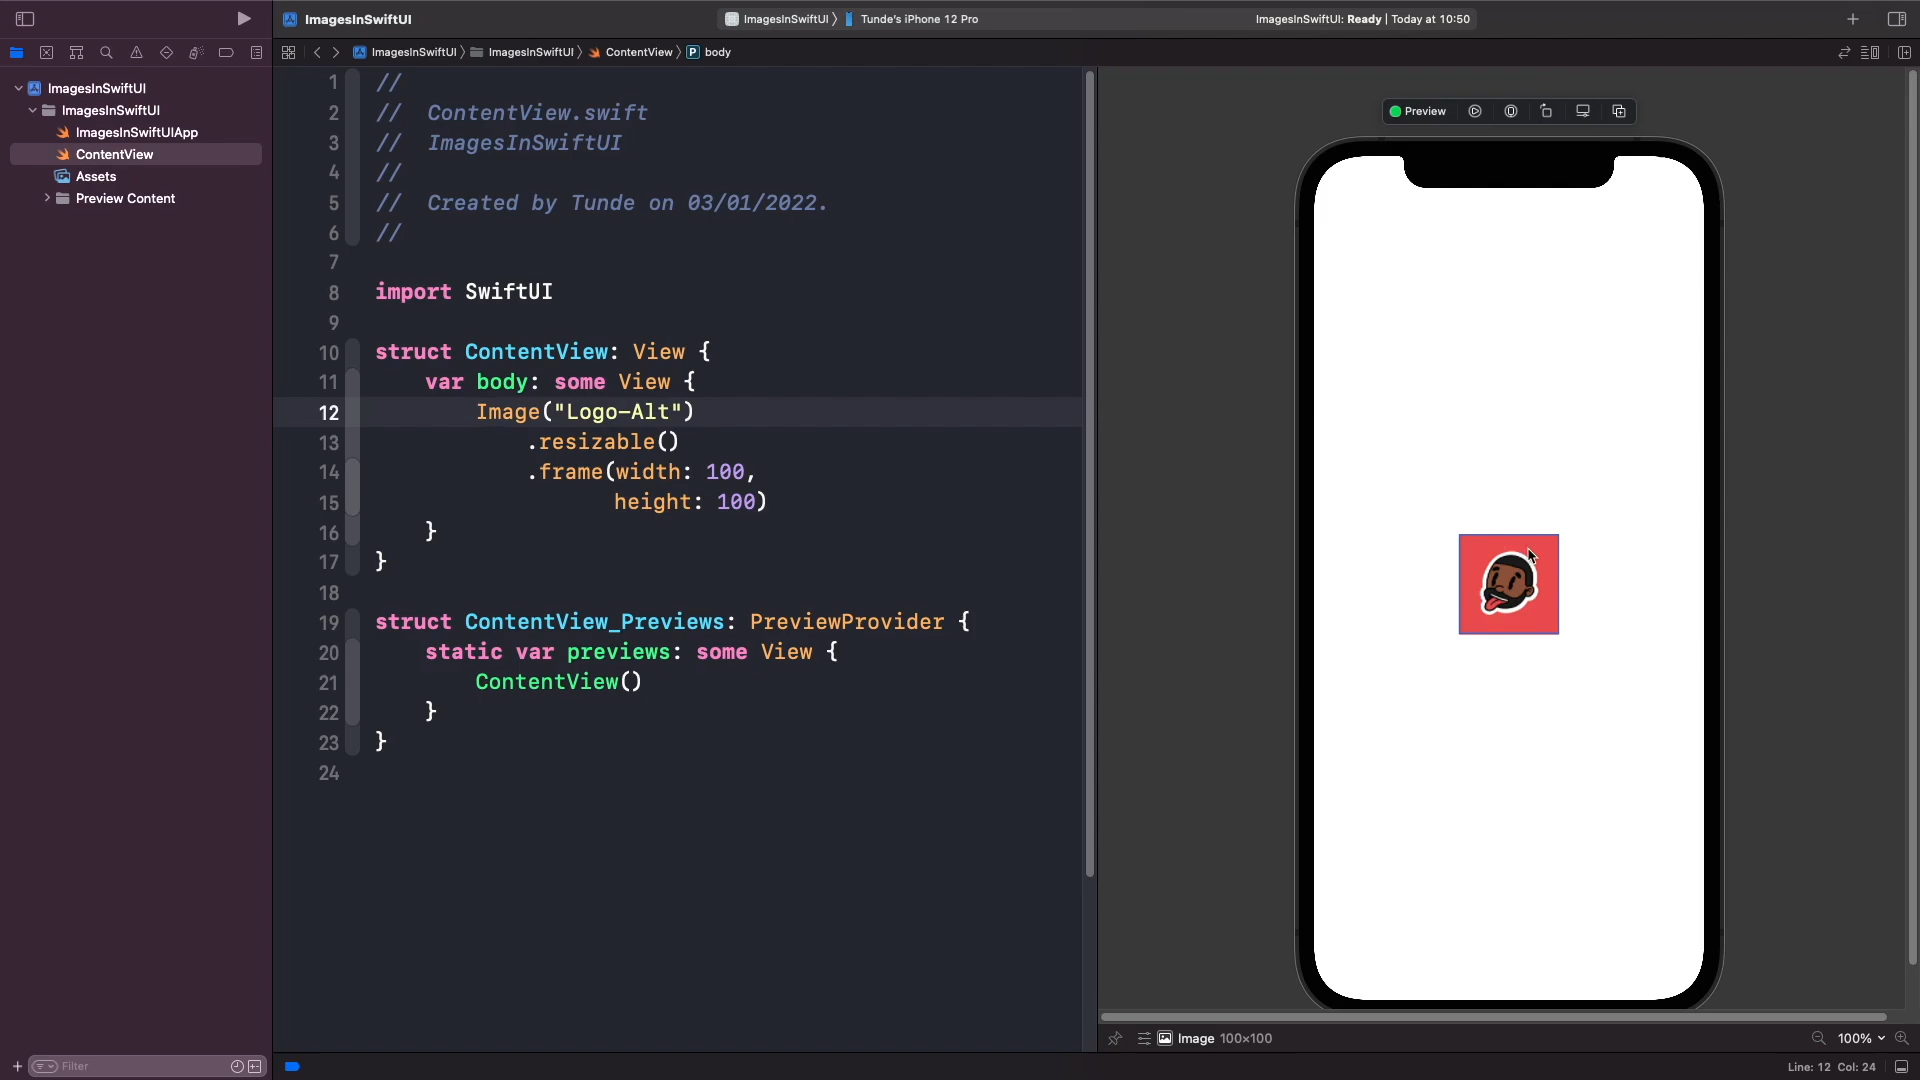 ImagesInSwiftUI
ImagesInSwiftUI 〉 Tunde's iPhone 12 Pro
ImagesInSwiftUI: Ready | Today at 10:50
ImagesInSwiftUI 〉 ImagesInSwiftUI 〉 ContentView 〉 P body
ImagesInSwiftUI
ImagesInSwiftUI
ImagesInSwiftUIApp
ContentView
Assets
Preview Content
1 //
2 //  ContentView.swift
3 //  ImagesInSwiftUI
4 //
5 //  Created by Tunde on 03/01/2022.
6 //
7
8 import SwiftUI
9
10 struct ContentView: View {
11     var body: some View {
12         Image("Logo-Alt")
13             .resizable()
14             .frame(width: 100,
15                    height: 100)
16     }
17 }
18
19 struct ContentView_Previews: PreviewProvider {
20     static var previews: some View {
21         ContentView()
22     }
23 }
24
Preview
Image 100×100
100%
Filter
Line: 12 Col: 24